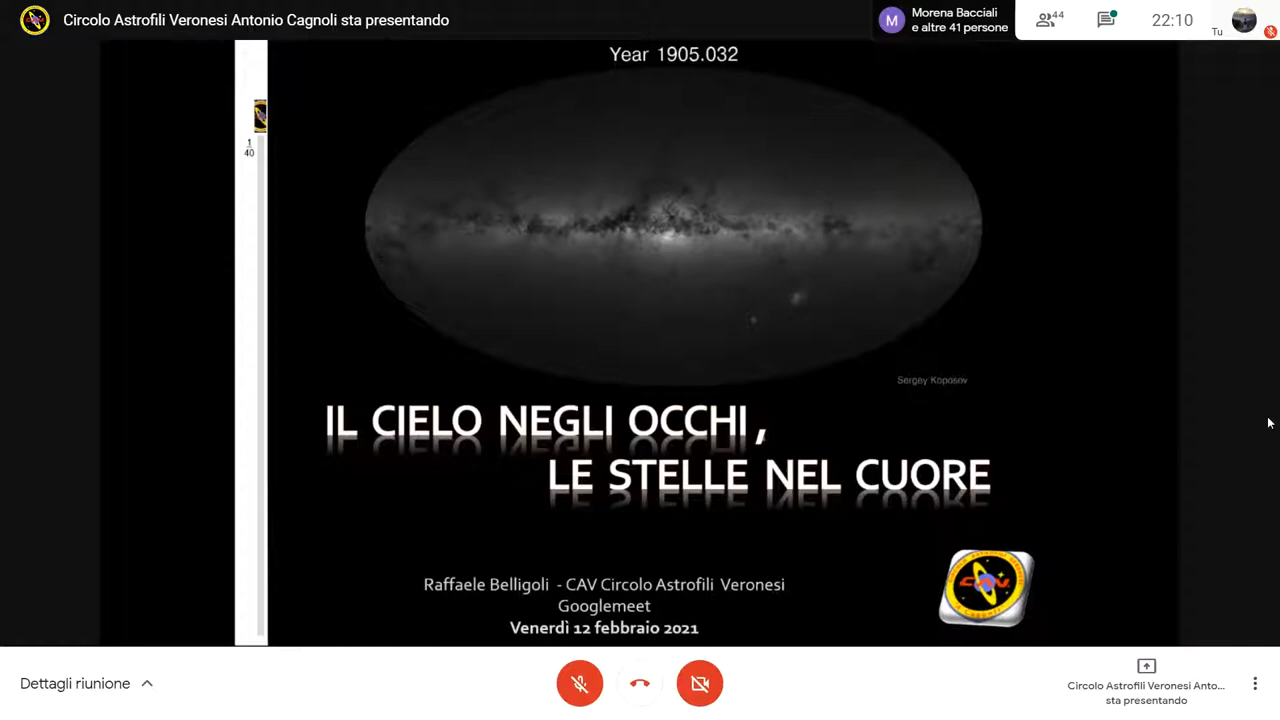 Circolo Astrofili Veronesi Antonio Cagnoli sta presentando
M
Morena Bacciali
e altre 41 persone
44
22:10
Tu
Year 1905.032
1
40
Sergey Koposov
IL CIELO NEGLI OCCHI,
LE STELLE NEL CUORE
Raffaele Belligoli - CAV Circolo Astrofili Veronesi
Googlemeet
Venerdì 12 febbraio 2021
C.A.V.
Dettagli riunione
Circolo Astrofili Veronesi Anto...
sta presentando